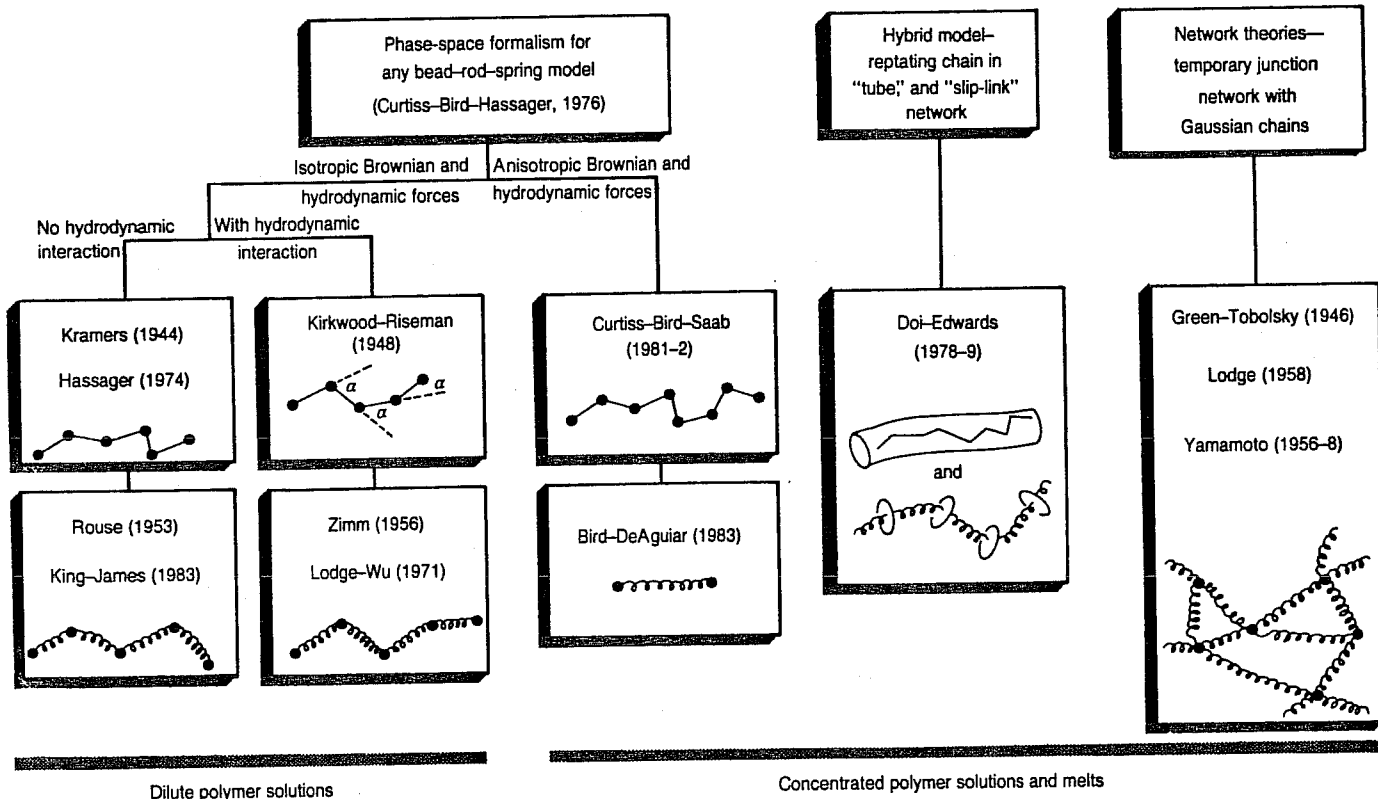 Phase-space formalism for
any bead–rod–spring model
(Curtiss–Bird–Hassager, 1976)
Hybrid model–
reptating chain in
“tube,” and “slip-link”
network
Network theories—
temporary junction
network with
Gaussian chains
Isotropic Brownian and
hydrodynamic forces
Anisotropic Brownian and
hydrodynamic forces
No hydrodynamic
interaction
With hydrodynamic
interaction
Kramers (1944)
Hassager (1974)
Kirkwood–Riseman
(1948)
α
α
α
Curtiss–Bird–Saab
(1981–2)
Doi–Edwards
(1978–9)
and
Green–Tobolsky (1946)
Lodge (1958)
Yamamoto (1956–8)
Rouse (1953)
King–James (1983)
Zimm (1956)
Lodge–Wu (1971)
Bird–DeAguiar (1983)
Dilute polymer solutions
Concentrated polymer solutions and melts